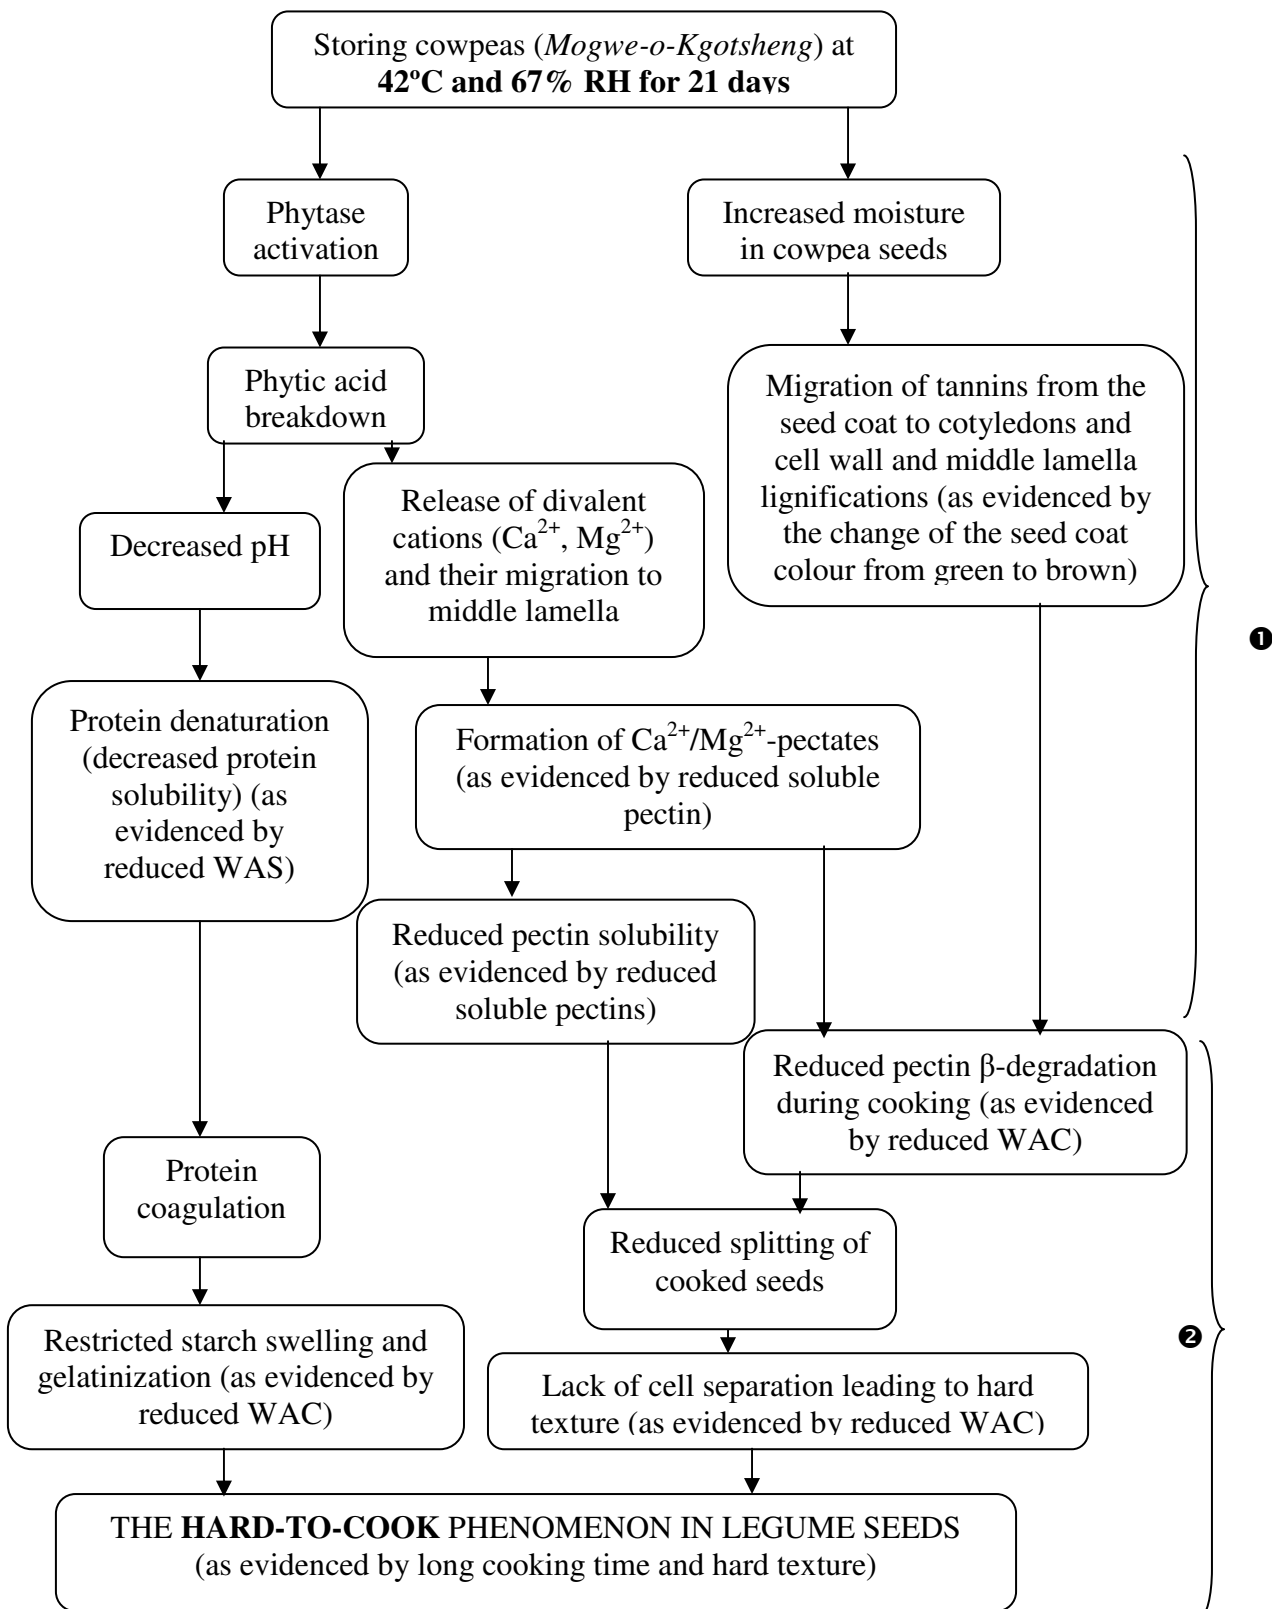 Storing cowpeas (Mogwe-o-Kgotsheng) at
42ºC and 67% RH for 21 days
Phytase
activation
Increased moisture
in cowpea seeds
Phytic acid
breakdown
Migration of tannins from the
seed coat to cotyledons and
cell wall and middle lamella
lignifications (as evidenced by
the change of the seed coat
colour from green to brown)
Decreased pH
Release of divalent
cations (Ca²⁺, Mg²⁺)
and their migration to
middle lamella
❶
Protein denaturation
(decreased protein
solubility) (as
evidenced by
reduced WAS)
Formation of Ca²⁺/Mg²⁺-pectates
(as evidenced by reduced soluble
pectin)
Reduced pectin solubility
(as evidenced by reduced
soluble pectins)
Reduced pectin β-degradation
during cooking (as evidenced
by reduced WAC)
Protein
coagulation
Reduced splitting of
cooked seeds
❷
Restricted starch swelling and
gelatinization (as evidenced by
reduced WAC)
Lack of cell separation leading to hard
texture (as evidenced by reduced WAC)
THE HARD-TO-COOK PHENOMENON IN LEGUME SEEDS
(as evidenced by long cooking time and hard texture)